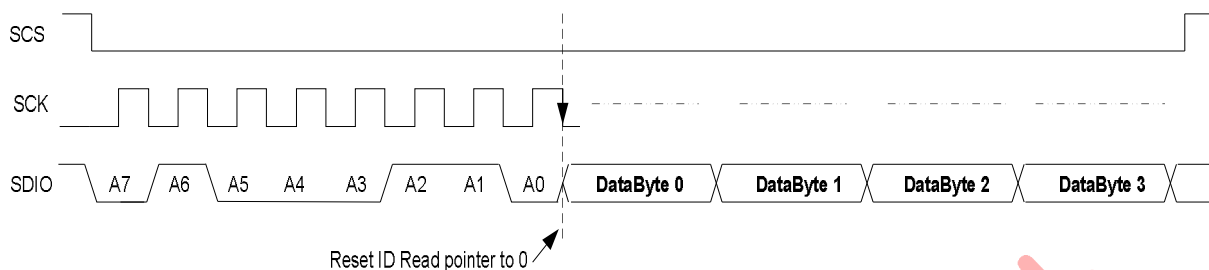 SCS
SCK
SDIO A7 A6 A5 A4 A3 A2 A1 A0 DataByte 0 DataByte 1 DataByte 2 DataByte 3
Reset ID Read pointer to 0